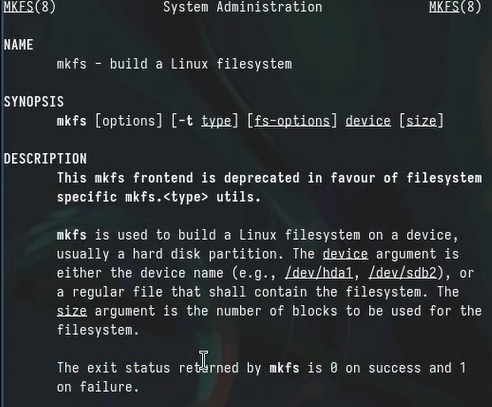 MKFS(8) System Administration MKFS(8)
NAME
mkfs - build a Linux filesystem
SYNOPSIS
mkfs [options] [-t type] [fs-options] device [size]
DESCRIPTION
This mkfs frontend is deprecated in favour of filesystem
specific mkfs.<type> utils.
mkfs is used to build a Linux filesystem on a device,
usually a hard disk partition. The device argument is
either the device name (e.g., /dev/hda1, /dev/sdb2), or
a regular file that shall contain the filesystem. The
size argument is the number of blocks to be used for the
filesystem.
The exit status returned by mkfs is 0 on success and 1
on failure.